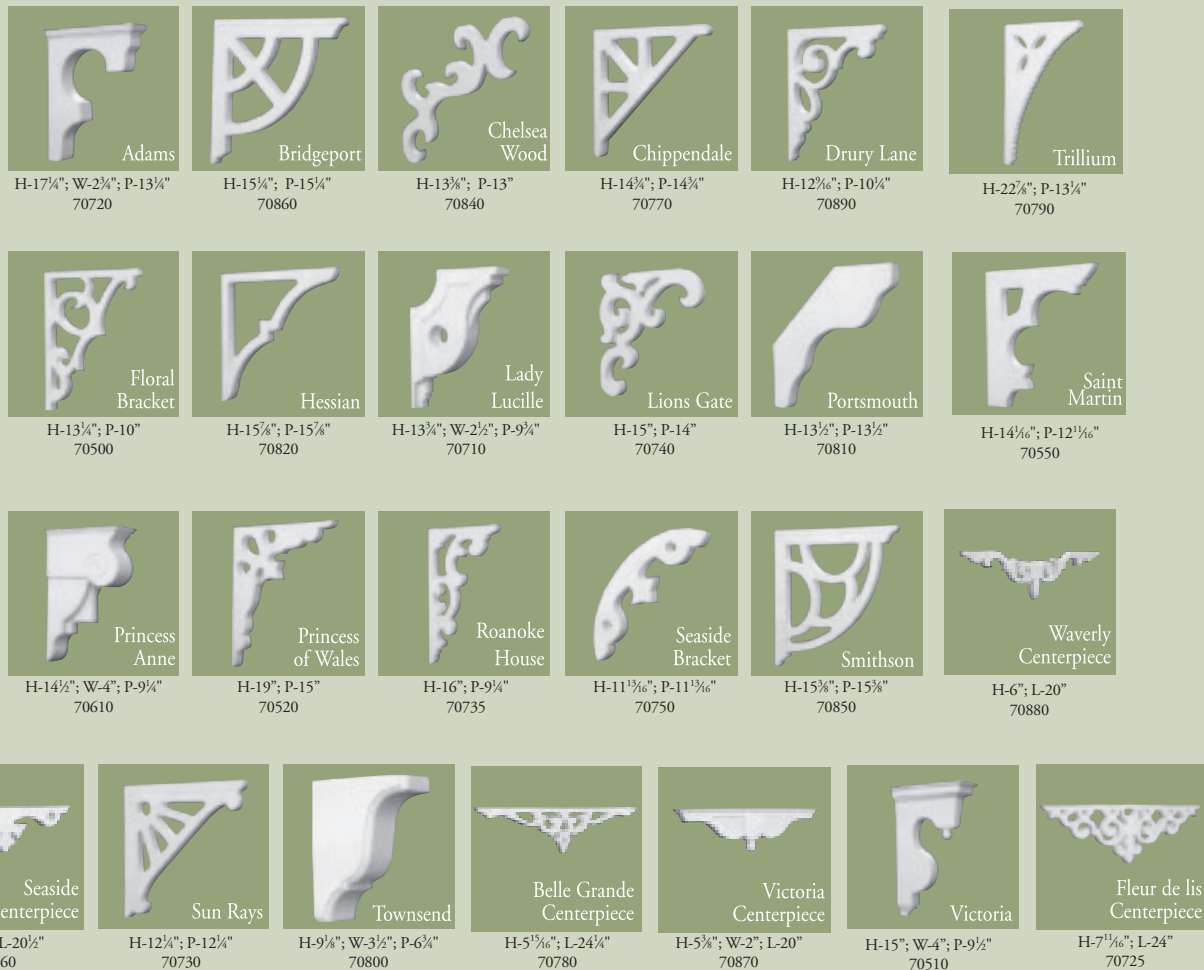 Adams
H-17¼"; W-2¾"; P-13¼"
70720
Bridgeport
H-15¼"; P-15¼"
70860
Chelsea
Wood
H-13⅜"; P-13”
70840
Chippendale
H-14¾"; P-14¾"
70770
Drury Lane
H-12⁹⁄₁₆"; P-10¼"
70890
Trillium
H-22⅞"; P-13¼"
70790
Floral
Bracket
H-13¼"; P-10”
70500
Hessian
H-15⅞"; P-15⅞"
70820
Lady
Lucille
H-13¾"; W-2½"; P-9¾"
70710
Lions Gate
H-15”; P-14”
70740
Portsmouth
H-13½"; P-13½"
70810
Saint
Martin
H-14¹⁄₁₆"; P-12¹¹⁄₁₆"
70550
Princess
Anne
H-14½"; W-4”; P-9¼"
70610
Princess
of Wales
H-19”; P-15”
70520
Roanoke
House
H-16”; P-9¼"
70735
Seaside
Bracket
H-11¹³⁄₁₆"; P-11¹³⁄₁₆"
70750
Smithson
H-15⅜"; P-15⅜"
70850
Waverly
Centerpiece
H-6”; L-20”
70880
Seaside
enterpiece
L-20½"
60
Sun Rays
H-12¼"; P-12¼"
70730
Townsend
H-9⅛"; W-3½"; P-6¾"
70800
Belle Grande
Centerpiece
H-5¹⁵⁄₁₆"; L-24¼"
70780
Victoria
Centerpiece
H-5⅜"; W-2”; L-20”
70870
Victoria
H-15”; W-4”; P-9½"
70510
Fleur de lis
Centerpiece
H-7¹¹⁄₁₆"; L-24”
70725